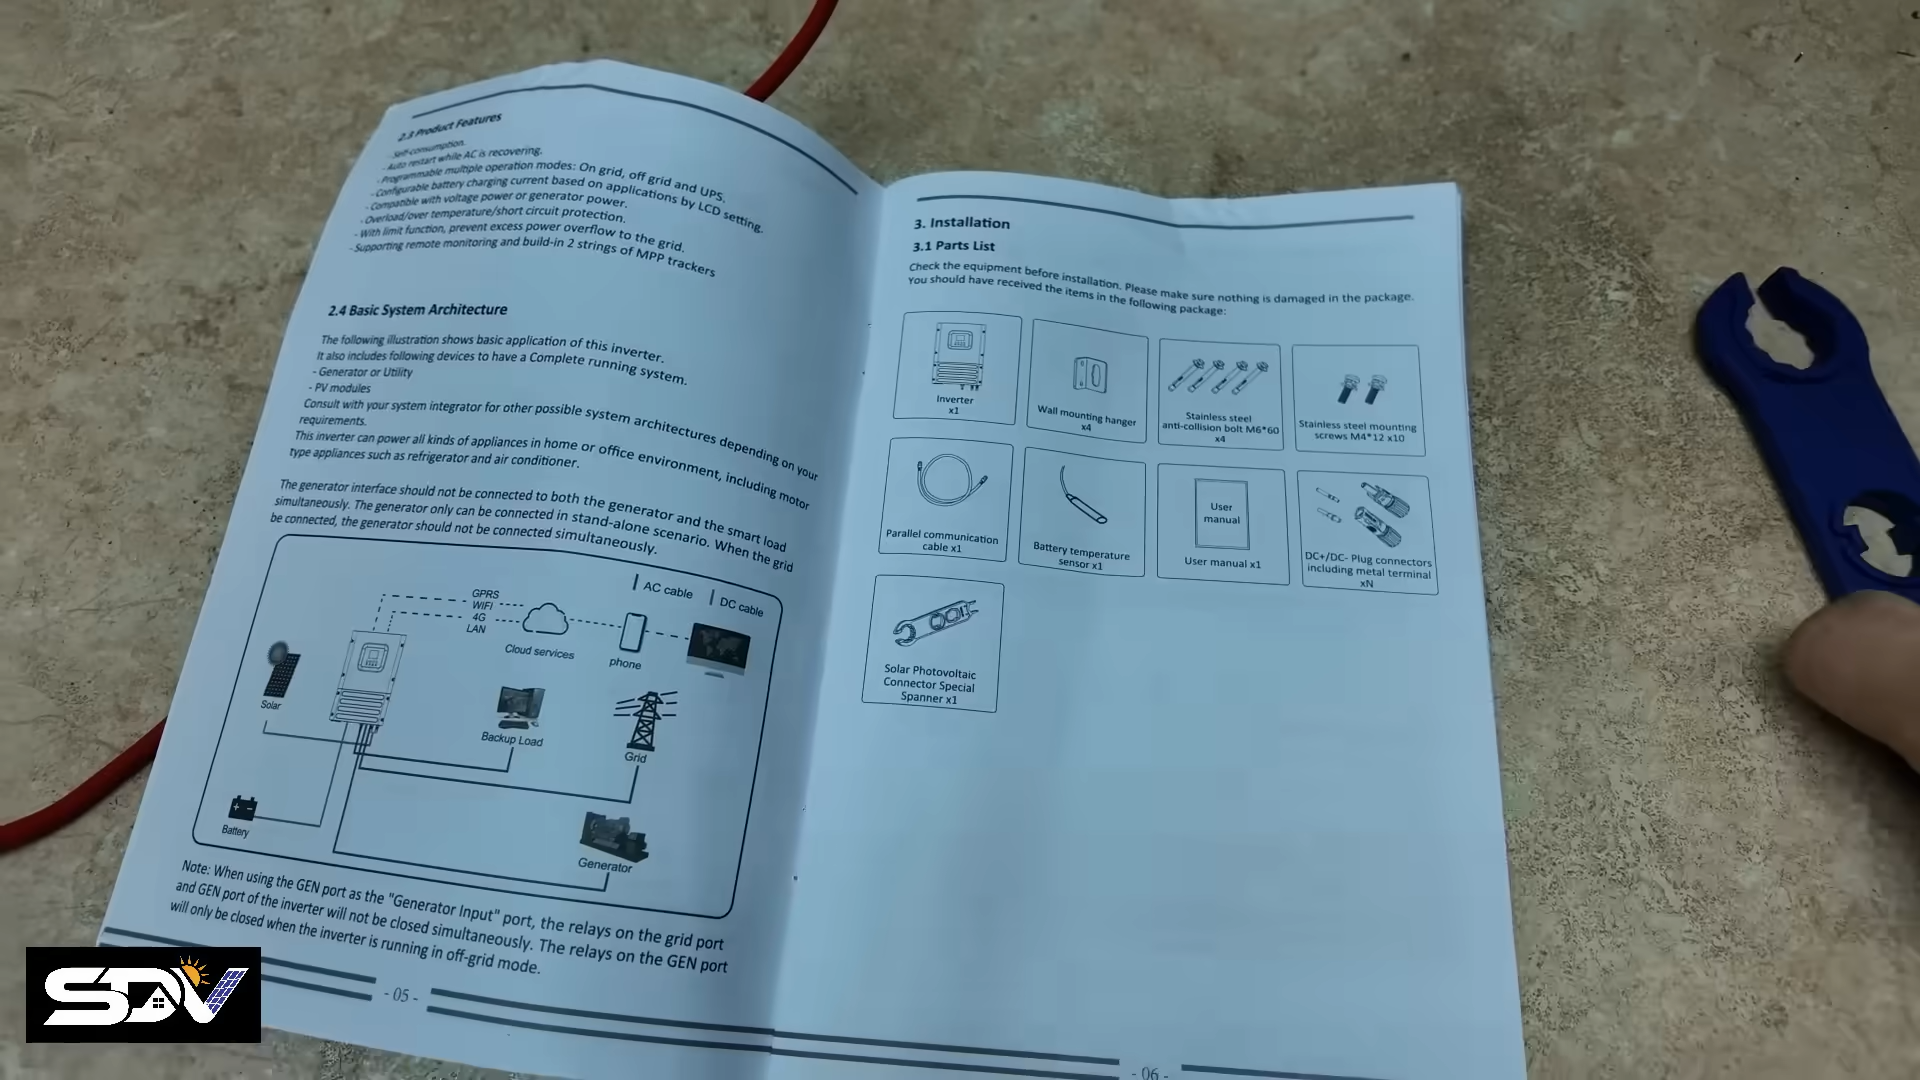 2.3 Product Features
- Self-consumption.
- Auto restart while AC is recovering.
- Programmable multiple operation modes: On grid, off grid and UPS.
- Configurable battery charging current based on applications by LCD setting.
- Compatible with voltage power or generator power.
- Overload/over temperature/short circuit protection.
- With limit function, prevent excess power overflow to the grid.
- Supporting remote monitoring and build-in 2 strings of MPP trackers
2.4 Basic System Architecture
The following illustration shows basic application of this inverter.
It also includes following devices to have a Complete running system.
- Generator or Utility
- PV modules
Consult with your system integrator for other possible system architectures depending on your
requirements.
This inverter can power all kinds of appliances in home or office environment, including motor
type appliances such as refrigerator and air conditioner.
The generator interface should not be connected to both the generator and the smart load
simultaneously. The generator only can be connected in stand-alone scenario. When the grid
be connected, the generator should not be connected simultaneously.
AC cable
DC cable
GPRS
WIFI
4G
LAN
Cloud services
phone
Solar
Backup Load
Grid
Battery
Generator
Note: When using the GEN port as the "Generator Input" port, the relays on the grid port
and GEN port of the inverter will not be closed simultaneously. The relays on the GEN port
will only be closed when the inverter is running in off-grid mode.
- 05 -
3. Installation
3.1 Parts List
Check the equipment before installation. Please make sure nothing is damaged in the package.
You should have received the items in the following package:
Inverter
x1
Wall mounting hanger
x4
Stainless steel
anti-collision bolt M6*60
x4
Stainless steel mounting
screws M4*12 x10
Parallel communication
cable x1
Battery temperature
sensor x1
User
manual
User manual x1
DC+/DC- Plug connectors
including metal terminal
xN
Solar Photovoltaic
Connector Special
Spanner x1
- 06 -
SDV